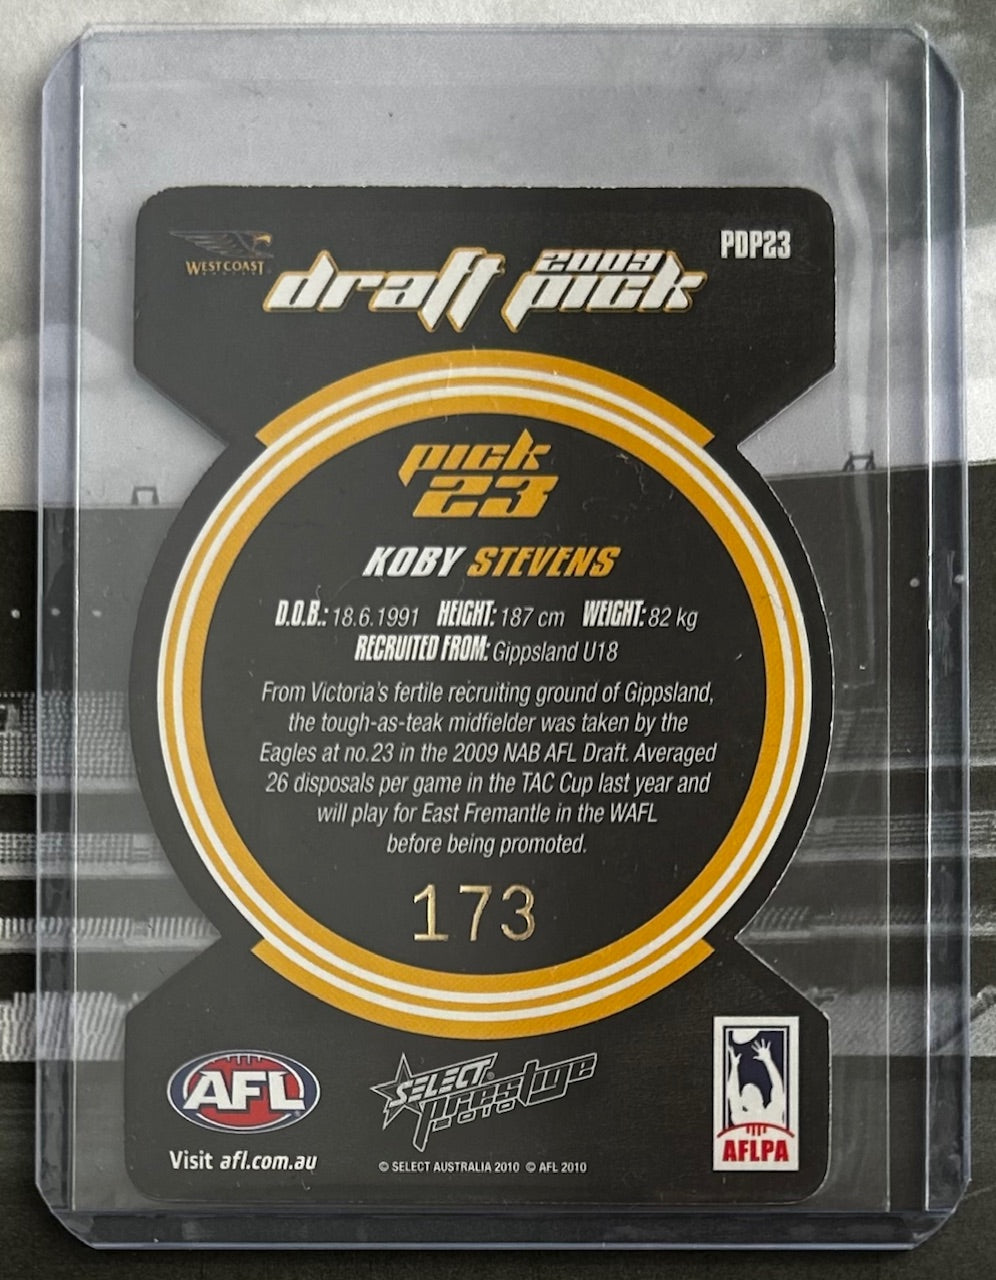 WEST COAST
EAGLES
draft 2009 pick
PDP23
pick
23
KOBY STEVENS
D.O.B.: 18.6.1991 HEIGHT: 187 cm WEIGHT: 82 kg
RECRUITED FROM: Gippsland U18
From Victoria's fertile recruiting ground of Gippsland,
the tough-as-teak midfielder was taken by the
Eagles at no.23 in the 2009 NAB AFL Draft. Averaged
26 disposals per game in the TAC Cup last year and
will play for East Fremantle in the WAFL
before being promoted.
173
AFL
Visit afl.com.au
SELECT
prestige
2010
© SELECT AUSTRALIA 2010 © AFL 2010
AFLPA